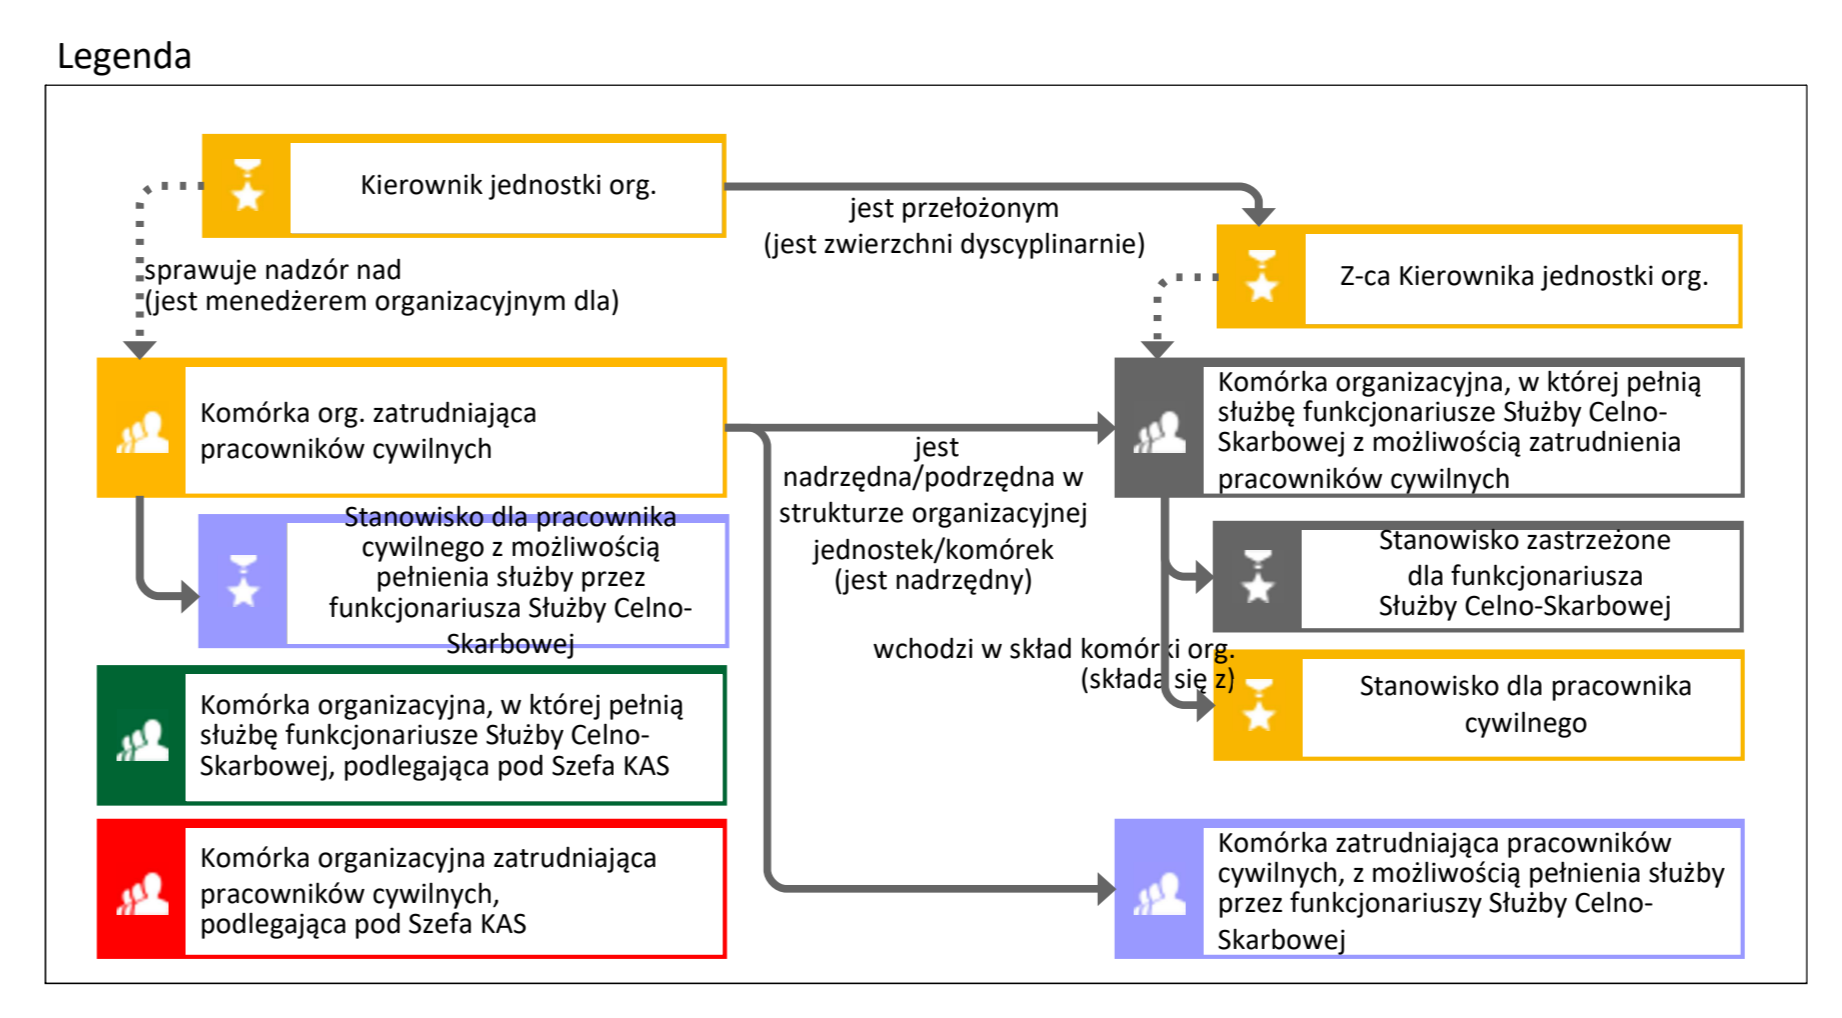 Legenda
Kierownik jednostki org.
jest przełożonym
(jest zwierzchni dyscyplinarnie)
Z-ca Kierownika jednostki org.
sprawuje nadzór nad
(jest menedżerem organizacyjnym dla)
Komórka org. zatrudniająca
pracowników cywilnych
Komórka organizacyjna, w której pełnią
służbę funkcjonariusze Służby Celno-
Skarbowej z możliwością zatrudnienia
pracowników cywilnych
jest
nadrzędna/podrzędna w
strukturze organizacyjnej
jednostek/komórek
(jest nadrzędny)
Stanowisko dla pracownika
cywilnego z możliwością
pełnienia służby przez
funkcjonariusza Służby Celno-
Skarbowej
Stanowisko zastrzeżone
dla funkcjonariusza
Służby Celno-Skarbowej
wchodzi w skład komórki org.
(składa się z)
Stanowisko dla pracownika
cywilnego
Komórka organizacyjna, w której pełnią
służbę funkcjonariusze Służby Celno-
Skarbowej, podlegająca pod Szefa KAS
Komórka organizacyjna zatrudniająca
pracowników cywilnych,
podlegająca pod Szefa KAS
Komórka zatrudniająca pracowników
cywilnych, z możliwością pełnienia służby
przez funkcjonariuszy Służby Celno-
Skarbowej